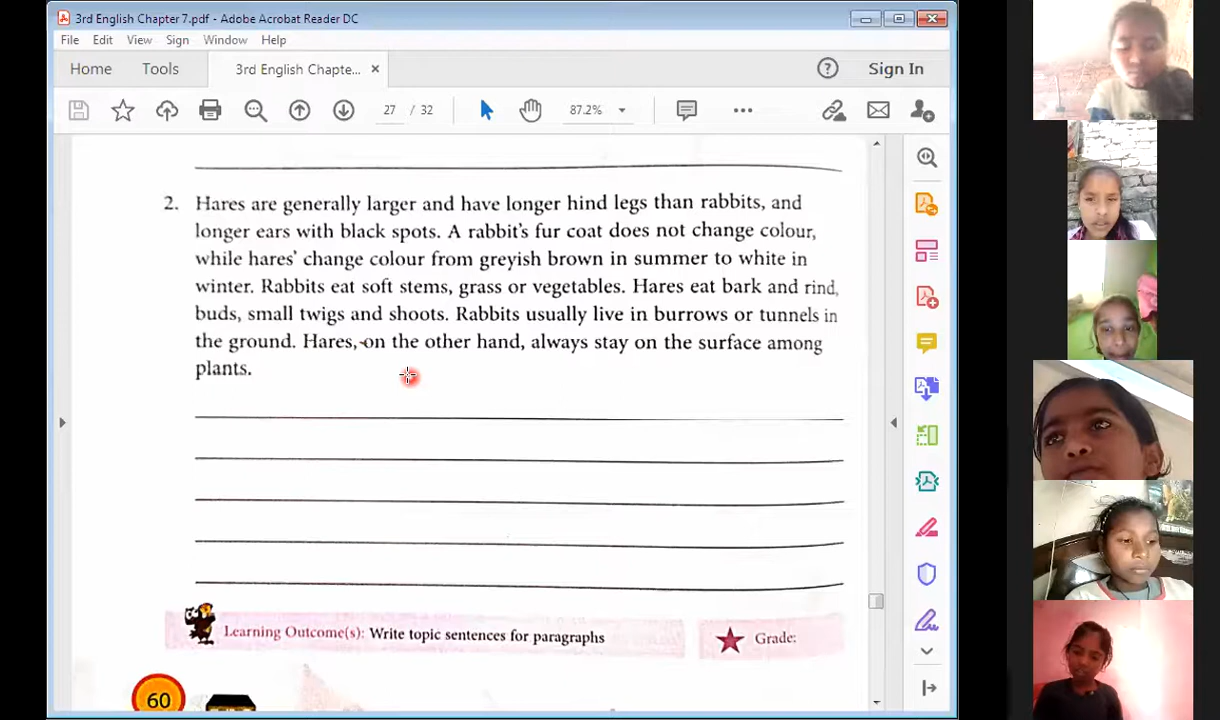 3rd English Chapter 7.pdf - Adobe Acrobat Reader DC
File Edit View Sign Window Help
Home Tools 3rd English Chapte... × ? Sign In
27 / 32 87.2%
2. Hares are generally larger and have longer hind legs than rabbits, and
longer ears with black spots. A rabbit's fur coat does not change colour,
while hares' change colour from greyish brown in summer to white in
winter. Rabbits eat soft stems, grass or vegetables. Hares eat bark and rind,
buds, small twigs and shoots. Rabbits usually live in burrows or tunnels in
the ground. Hares, on the other hand, always stay on the surface among
plants.
Learning Outcome(s): Write topic sentences for paragraphs Grade:
60